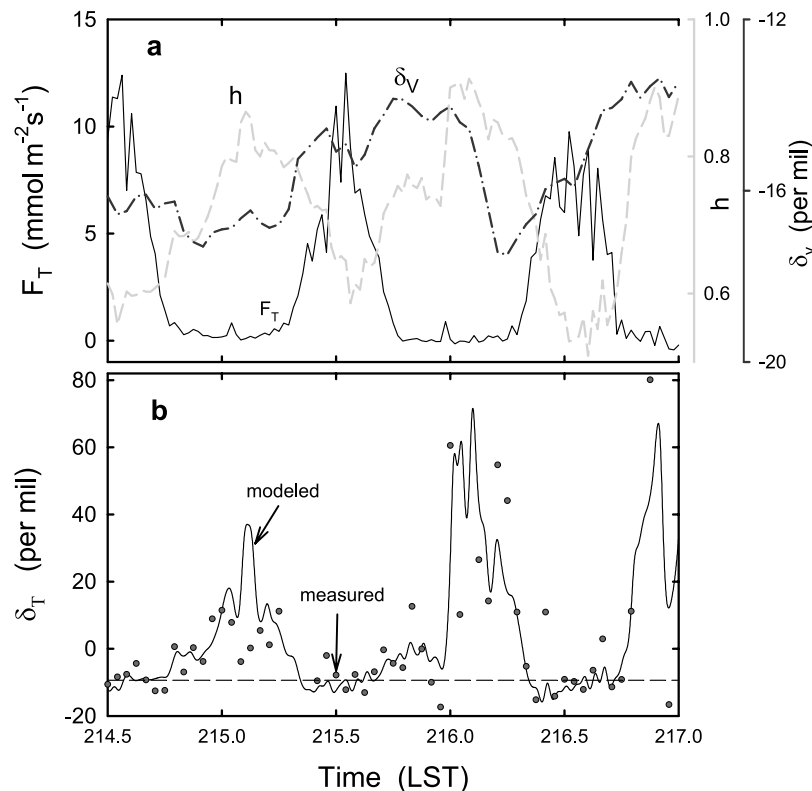 a
15
10
5
0
F_T (mmol m⁻²s⁻¹)
h
δ_V
F_T
1.0
0.8
0.6
h
-12
-16
-20
δ_V (per mil)
b
80
60
40
20
0
-20
δ_T (per mil)
modeled
measured
214.5 215.0 215.5 216.0 216.5 217.0
Time (LST)